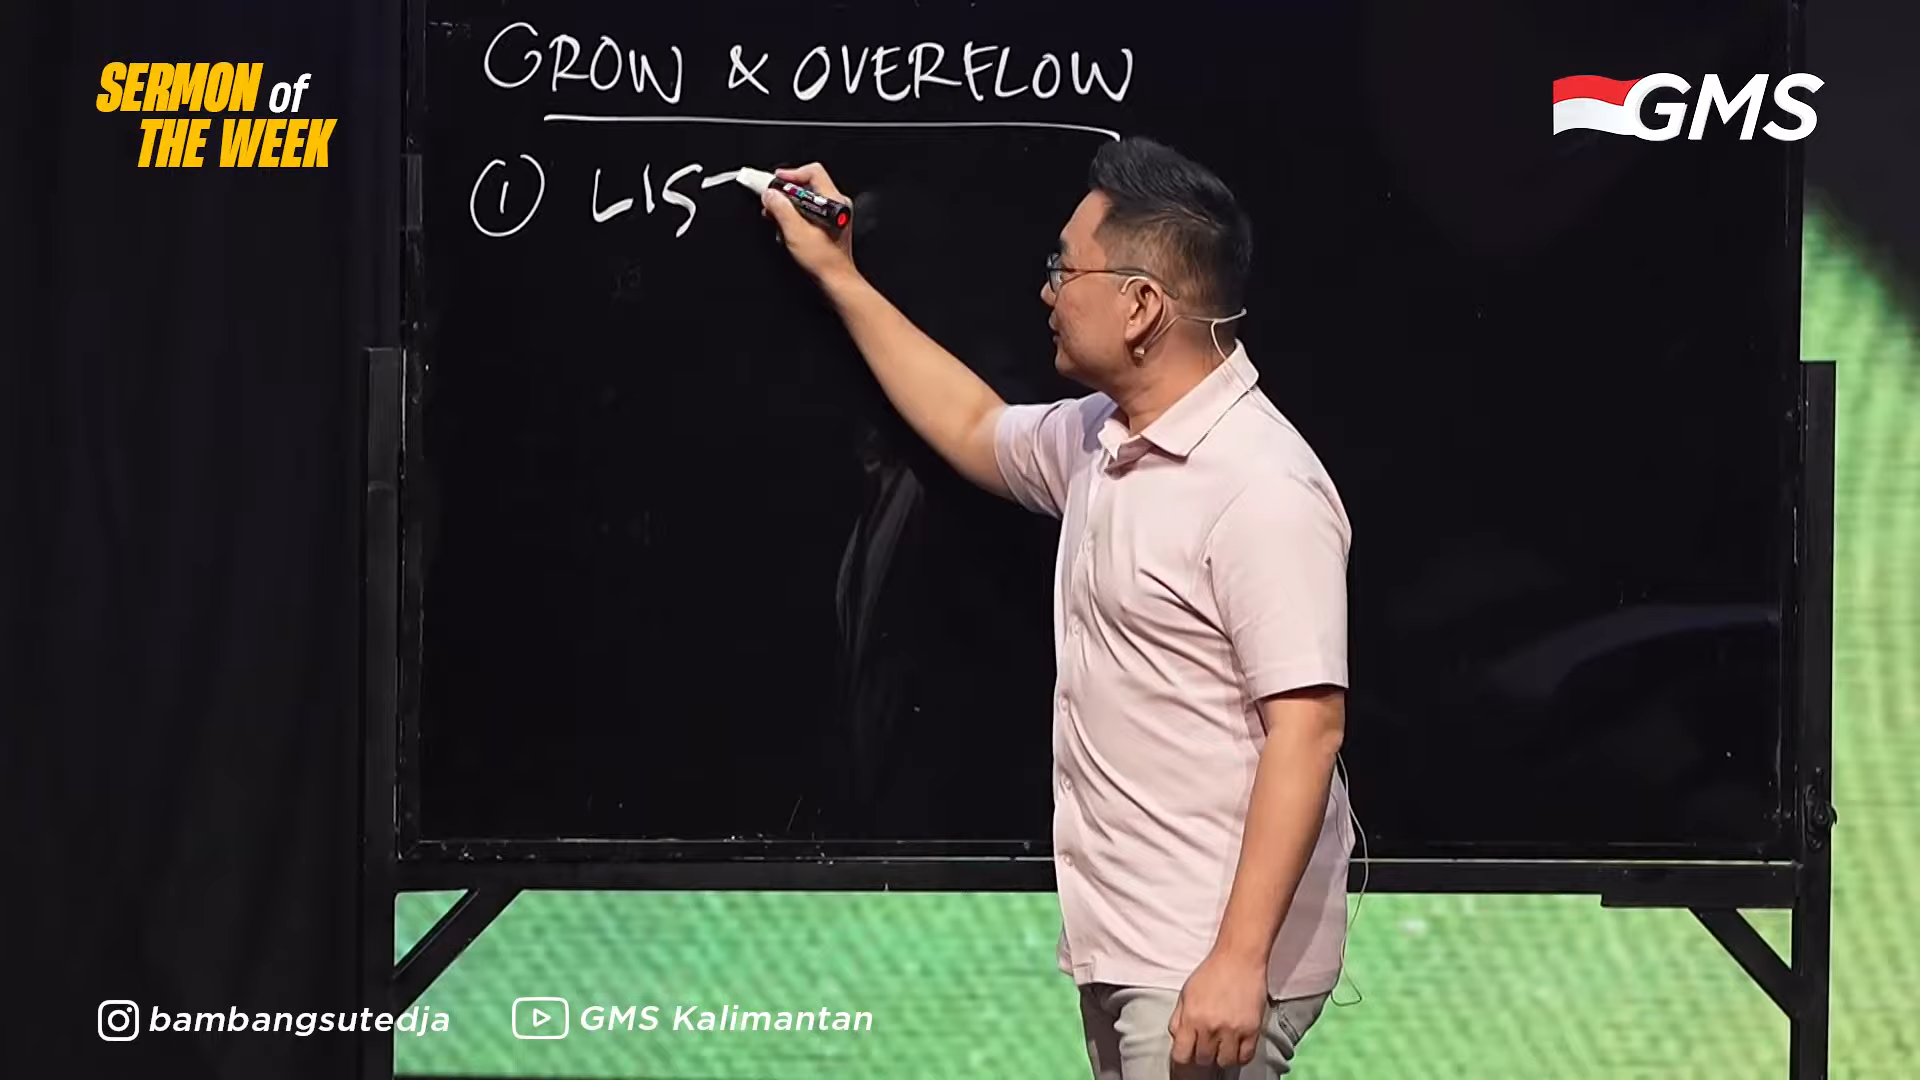 GROW & OVERFLOW
SERMON of
THE WEEK
GMS
① LIS
bambangsutedja
GMS Kalimantan